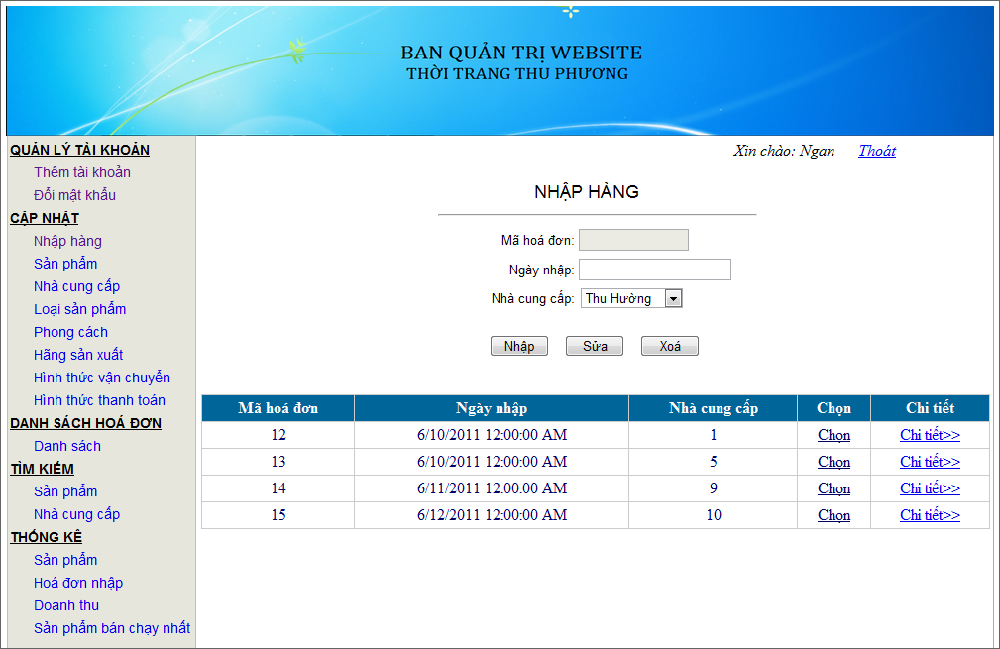 BAN QUẢN TRỊ WEBSITE
THỜI TRANG THU PHƯƠNG
Xin chào: Ngan Thoát
QUẢN LÝ TÀI KHOẢN
Thêm tài khoản
Đổi mật khẩu
CẬP NHẬT
Nhập hàng
Sản phẩm
Nhà cung cấp
Loại sản phẩm
Phong cách
Hãng sản xuất
Hình thức vận chuyển
Hình thức thanh toán
DANH SÁCH HOÁ ĐƠN
Danh sách
TÌM KIẾM
Sản phẩm
Nhà cung cấp
THỐNG KÊ
Sản phẩm
Hoá đơn nhập
Doanh thu
Sản phẩm bán chạy nhất
NHẬP HÀNG
Mã hoá đơn:
Ngày nhập:
Nhà cung cấp: Thu Hường
Nhập Sửa Xoá
Mã hoá đơn Ngày nhập Nhà cung cấp Chọn Chi tiết
12 6/10/2011 12:00:00 AM 1 Chọn Chi tiết>>
13 6/10/2011 12:00:00 AM 5 Chọn Chi tiết>>
14 6/11/2011 12:00:00 AM 9 Chọn Chi tiết>>
15 6/12/2011 12:00:00 AM 10 Chọn Chi tiết>>